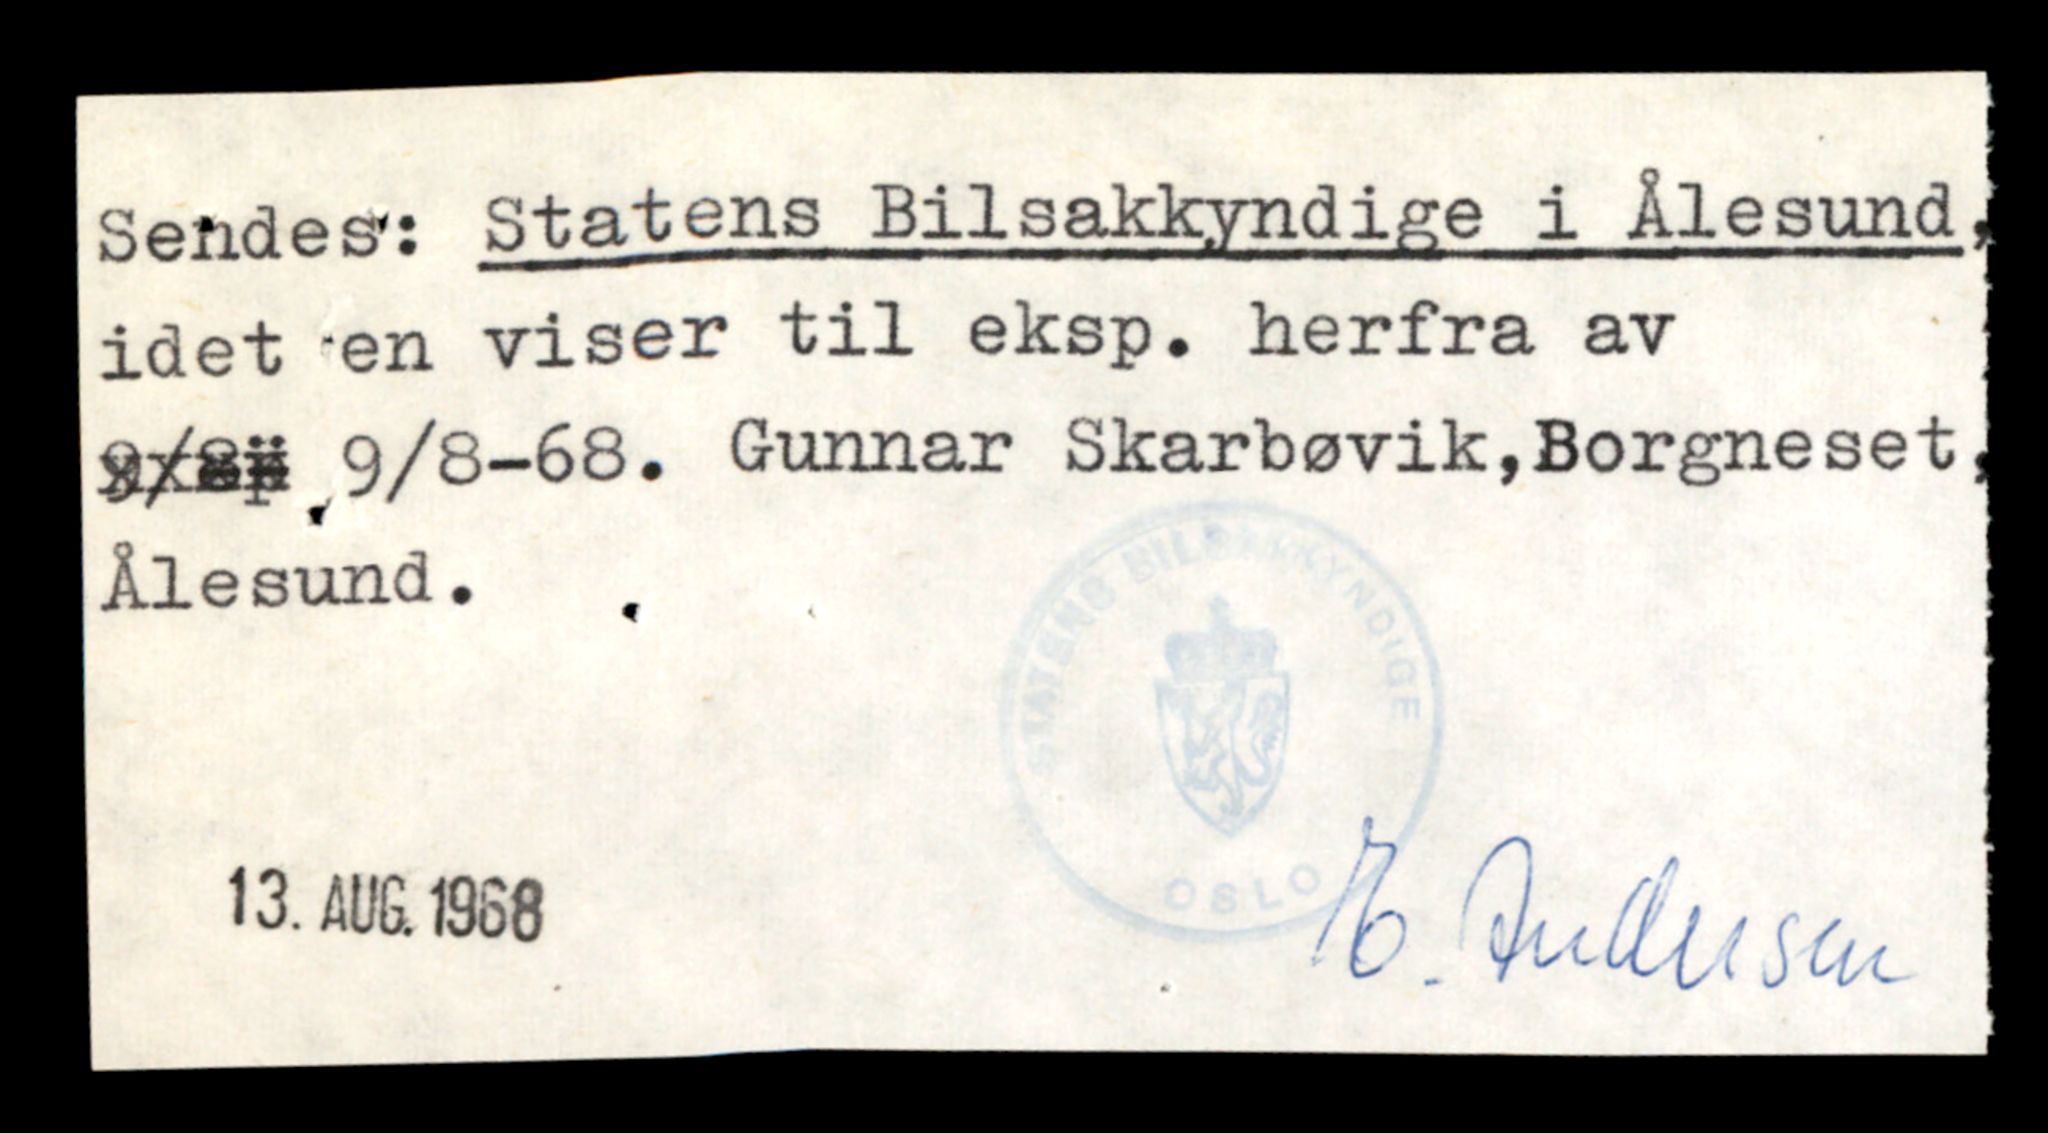 Sendes: Statens Bilsakkyndige i Ålesund,
idet en viser til eksp. herfra av
9/8-68. Gunnar Skarbøvik, Borgneset,
Ålesund.
STATENS BILSAKKYNDIGE
OSLO
13. AUG. 1968
E. Andersen